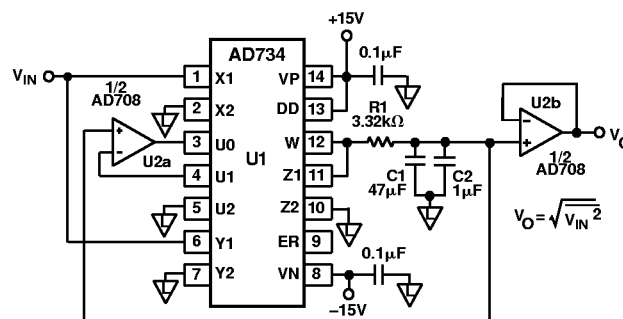 +15V
AD734
0.1µF
VIN
1/2
AD708
1 X1 VP 14
2 X2 DD 13
R1
3.32kΩ
U2b
3 U0 W 12
U2a
U1
4 U1 Z1 11
C1
47µF
C2
1µF
1/2
AD708
5 U2 Z2 10
VO = √VIN²
6 Y1 ER 9
0.1µF
7 Y2 VN 8
–15V
L
L
L
L
L
L
L